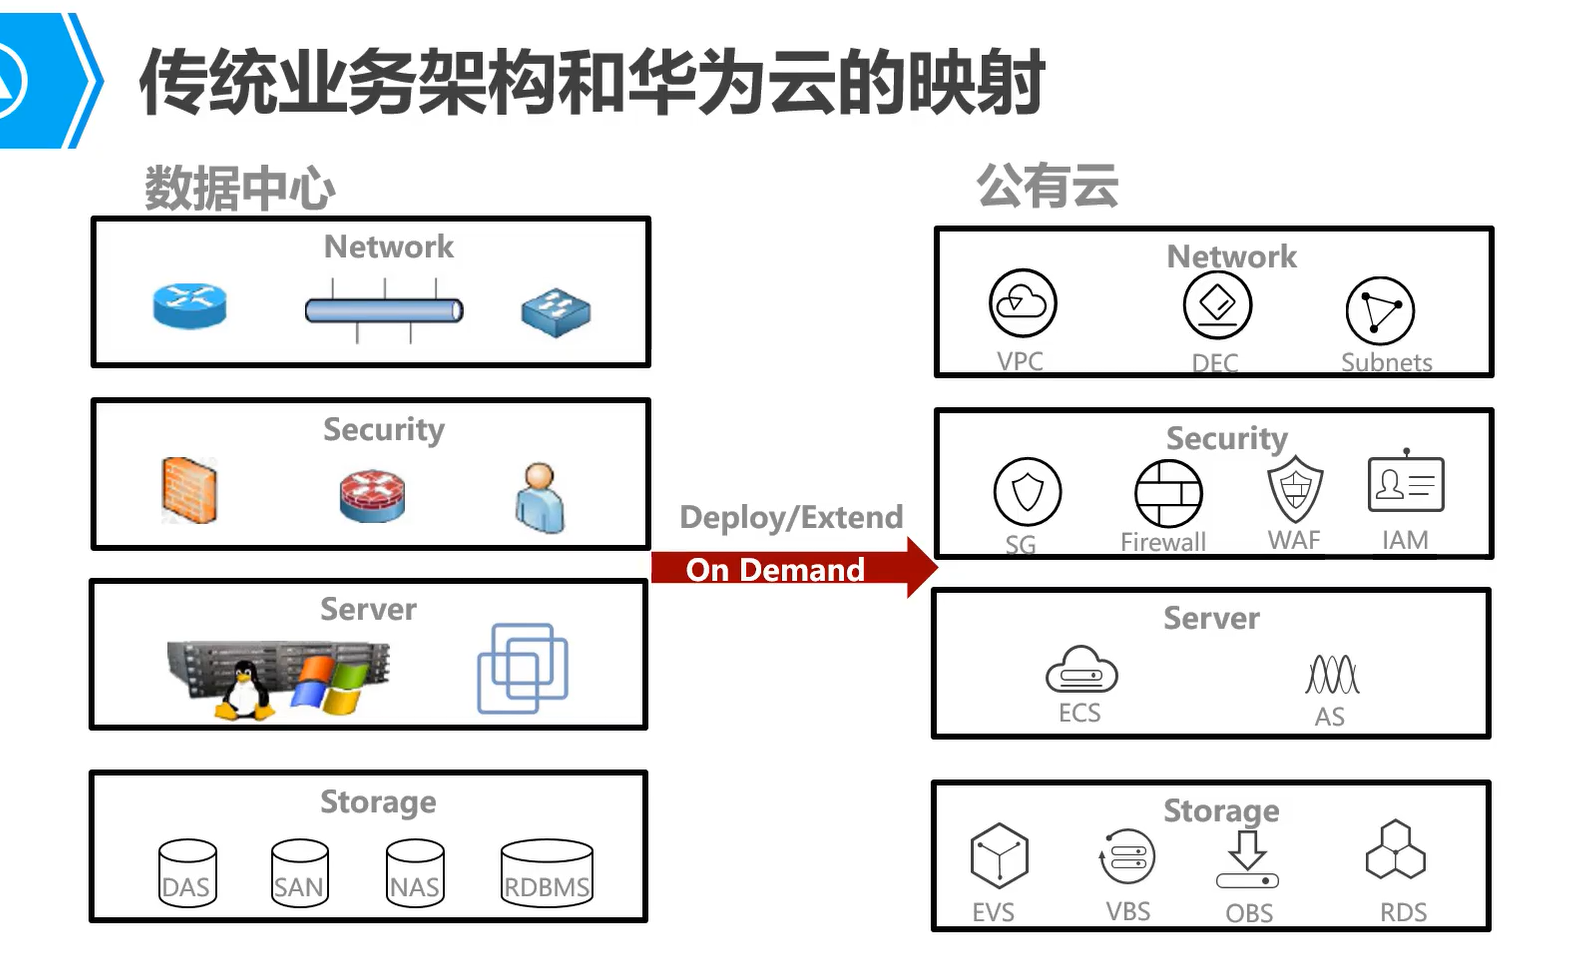 传统业务架构和华为云的映射
数据中心
Network
Security
Server
Storage
DAS
SAN
NAS
RDBMS
Deploy/Extend
On Demand
公有云
Network
VPC
DEC
Subnets
Security
SG
Firewall
WAF
IAM
Server
ECS
AS
Storage
EVS
VBS
OBS
RDS